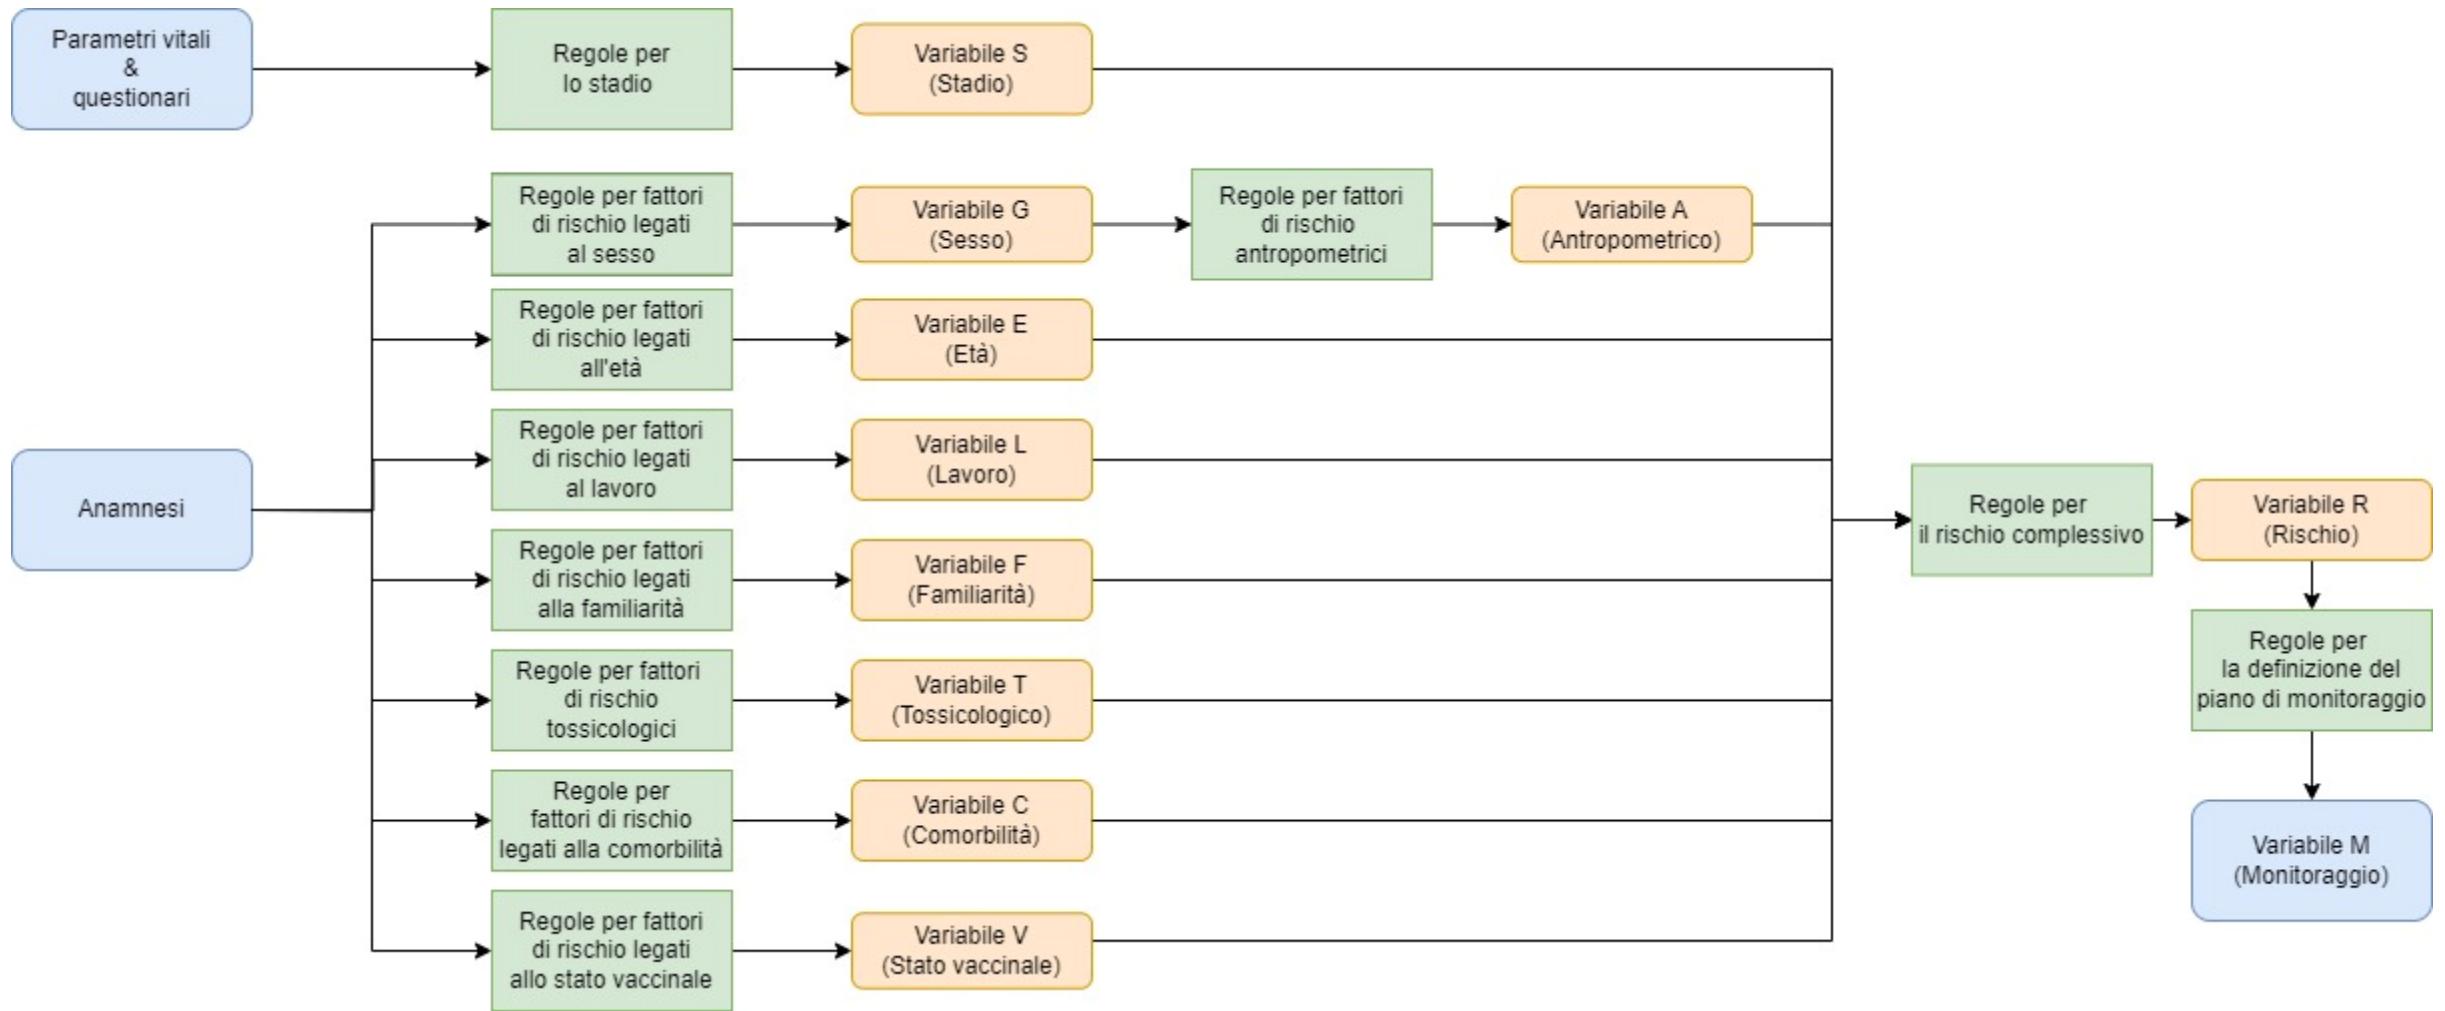 Parametri vitali
&
questionari
Regole per
lo stadio
Variabile S
(Stadio)
Regole per fattori
di rischio legati
al sesso
Variabile G
(Sesso)
Regole per fattori
di rischio
antropometrici
Variabile A
(Antropometrico)
Regole per fattori
di rischio legati
all'età
Variabile E
(Età)
Regole per fattori
di rischio legati
al lavoro
Variabile L
(Lavoro)
Anamnesi
Regole per
il rischio complessivo
Variabile R
(Rischio)
Regole per fattori
di rischio legati
alla familiarità
Variabile F
(Familiarità)
Regole per
la definizione del
piano di monitoraggio
Regole per fattori
di rischio
tossicologici
Variabile T
(Tossicologico)
Regole per
fattori di rischio
legati alla comorbilità
Variabile C
(Comorbilità)
Variabile M
(Monitoraggio)
Regole per fattori
di rischio legati
allo stato vaccinale
Variabile V
(Stato vaccinale)